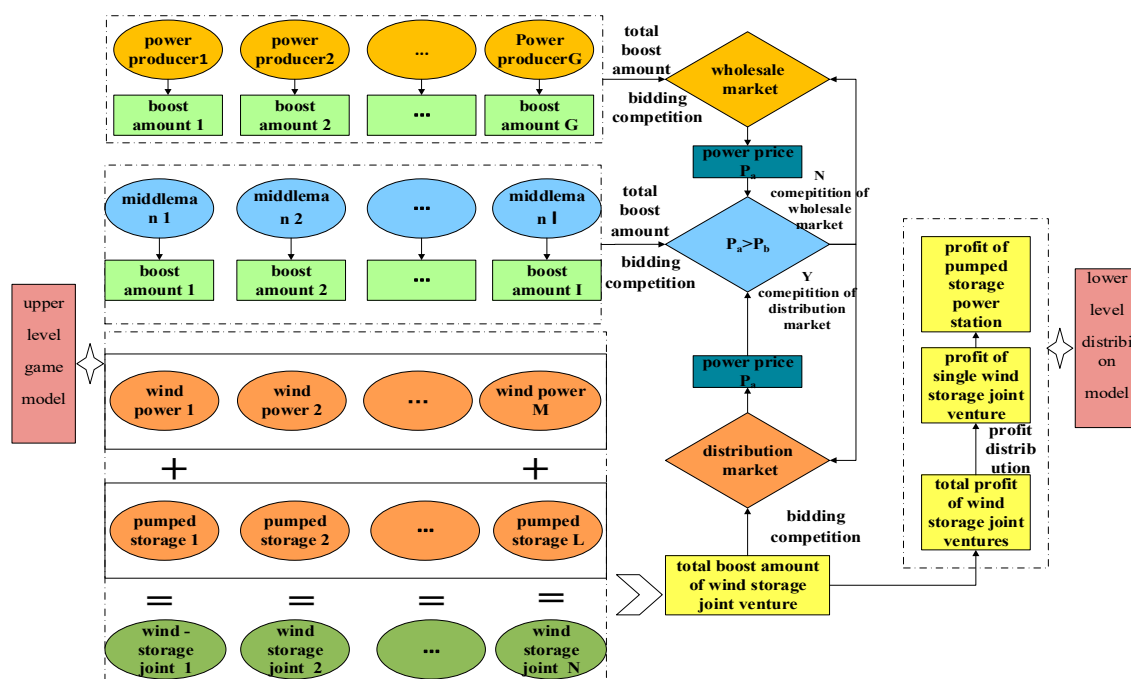 power
producer1
power
producer2
...
Power
producerG
boost
amount 1
boost
amount 2
...
boost
amount G
total
boost
amount
bidding
competition
wholesale
market
power price
Pa
N
comepitition of
wholesale
market
middlema
n 1
middlema
n 2
...
middlema
n I
boost
amount 1
boost
amount 2
...
boost
amount I
total
boost
amount
bidding
competition
Pa>Pb
Y
comepitition of
distribution
market
power price
Pa
distribution
market
bidding
competition
upper
level
game
model
wind
power 1
wind
power 2
...
wind power
M
+
+
pumped
storage 1
pumped
storage 2
...
pumped
storage L
=
=
=
=
wind -
storage
joint 1
wind
storage
joint 2
...
wind
storage
joint N
total boost amount
of wind storage
joint venture
profit of
pumped
storage
power
station
profit of
single wind
storage joint
venture
profit
distrib
ution
total profit
of wind
storage joint
ventures
lower
level
distributi
on model